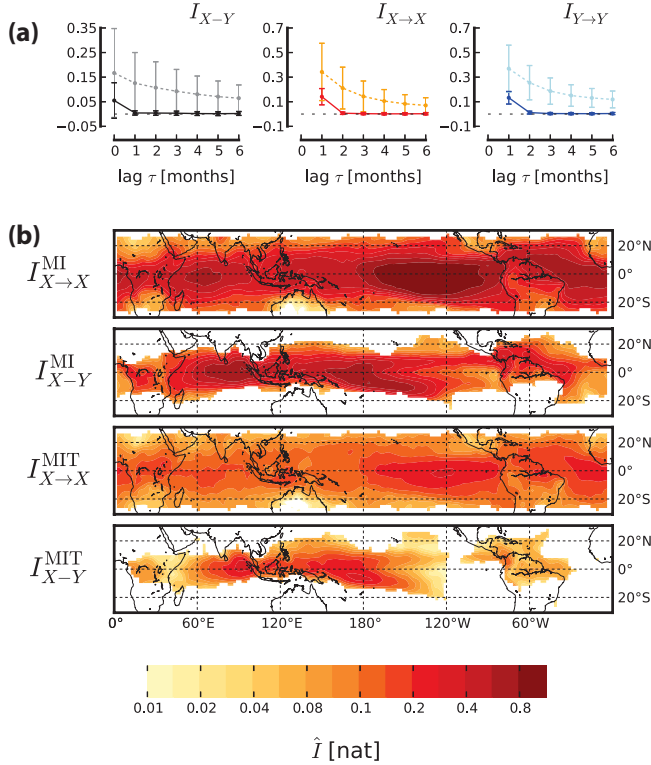 (a)
I_{X−Y} I_{X→X} I_{Y→Y}
0.35 0.7 0.7
0.25 0.5 0.5
0.15 0.3 0.3
0.05 0.1 0.1
−0.05 −0.1 −0.1
0 1 2 3 4 5 6 0 1 2 3 4 5 6 0 1 2 3 4 5 6
lag τ [months] lag τ [months] lag τ [months]
(b)
I^{MI}_{X→X} 20°N 0° 20°S
I^{MI}_{X−Y} 20°N 0° 20°S
I^{MIT}_{X→X} 20°N 0° 20°S
I^{MIT}_{X−Y} 20°N 0° 20°S
0° 60°E 120°E 180° 120°W 60°W
0.01 0.02 0.04 0.08 0.1 0.2 0.4 0.8
Î [nat]